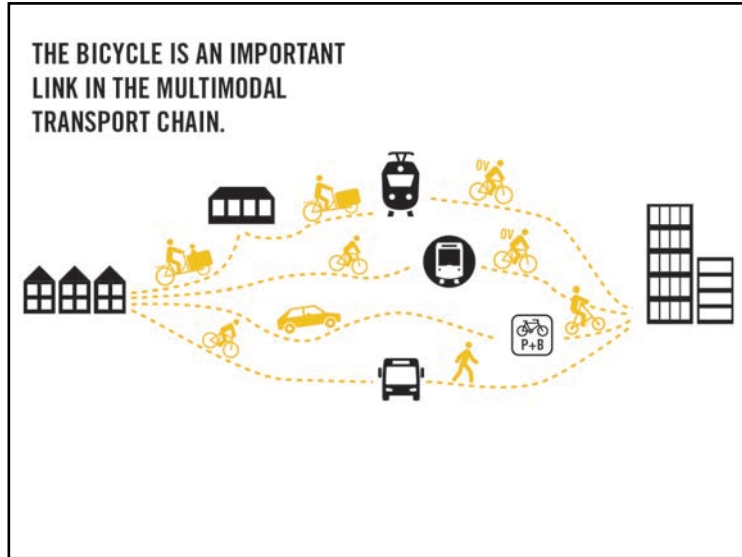 THE BICYCLE IS AN IMPORTANT
LINK IN THE MULTIMODAL
TRANSPORT CHAIN.
OV
OV
P+B